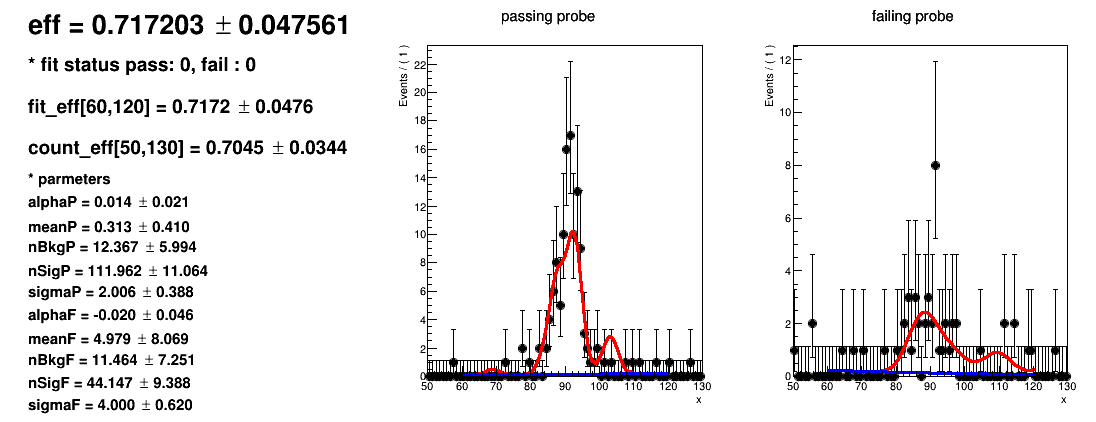 eff = 0.717203 ± 0.047561
* fit status pass: 0, fail : 0
fit_eff[60,120] = 0.7172 ± 0.0476
count_eff[50,130] = 0.7045 ± 0.0344
* parmeters
alphaP = 0.014 ± 0.021
meanP = 0.313 ± 0.410
nBkgP = 12.367 ± 5.994
nSigP = 111.962 ± 11.064
sigmaP = 2.006 ± 0.388
alphaF = -0.020 ± 0.046
meanF = 4.979 ± 8.069
nBkgF = 11.464 ± 7.251
nSigF = 44.147 ± 9.388
sigmaF = 4.000 ± 0.620
passing probe
Events / ( 1 )
22
20
18
16
14
12
10
8
6
4
2
0
50 60 70 80 90 100 110 120 130
x
failing probe
Events / ( 1 )
12
10
8
6
4
2
0
50 60 70 80 90 100 110 120 130
x